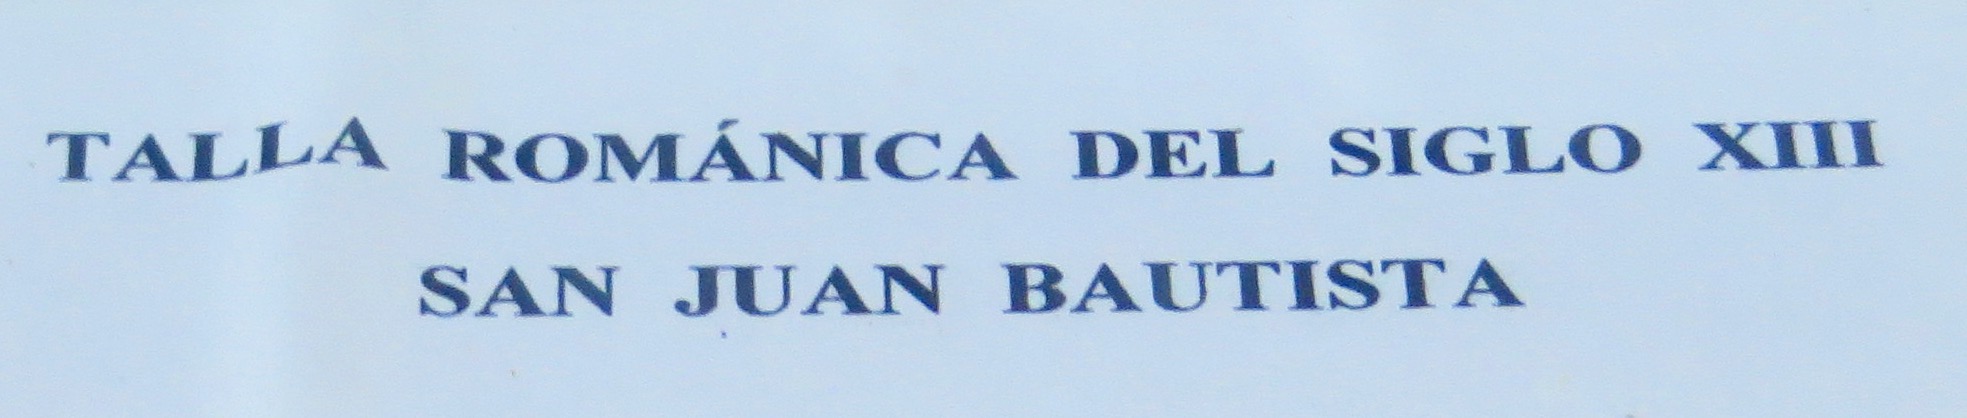 TALLA ROMÁNICA DEL SIGLO XIII
SAN JUAN BAUTISTA